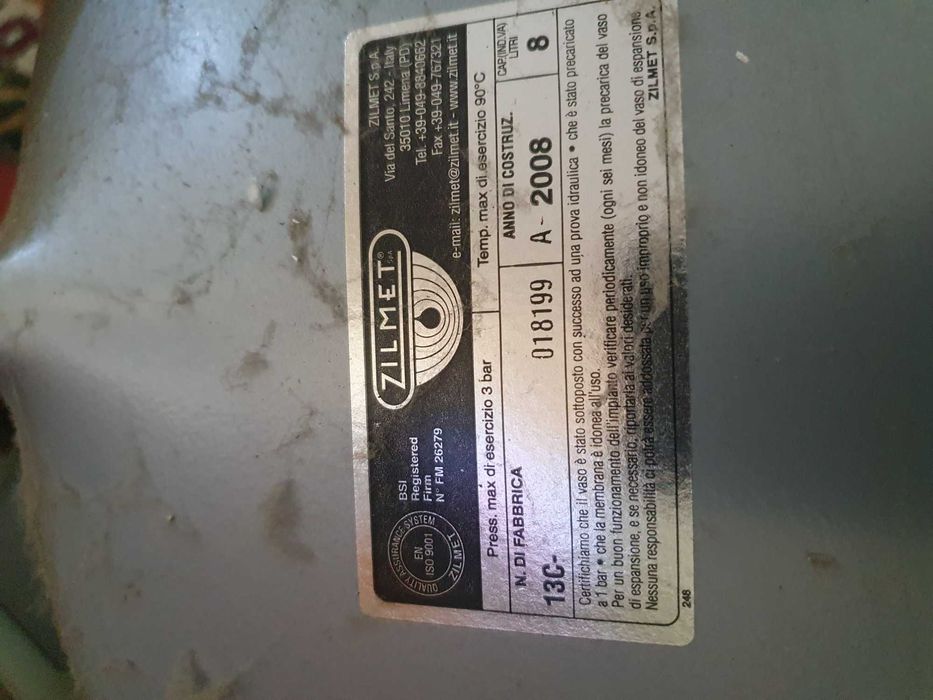 QUALITY ASSURANCE SYSTEM
EN
ISO 9001
ZILMET
BSI
Registered
Firm
N° FM 26279
ZILMET®
SpA
ZILMET S.p.A.
Via del Santo, 242 - Italy
35010 Limena (PD)
Tel. +39-049-8840662
Fax +39-049-767321
e-mail: zilmet@zilmet.it - www.zilmet.it
Press. max di esercizio 3 bar
Temp. max di esercizio 90°C
N. DI FABBRICA
ANNO DI COSTRUZ.
CAP.(IND.VA)
LITRI
13C-
018199
A - 2008
8
Certifichiamo che il vaso è stato sottoposto con successo ad una prova idraulica • che è stato precaricato
a 1 bar • che la membrana è idonea all'uso.
Per un buon funzionamento dell'impianto verificare periodicamente (ogni sei mesi) la precarica del vaso
di espansione, e se necessario, riportarla ai valori desiderati.
Nessuna responsabilità ci potrà essere addossata per un uso improprio e non idoneo del vaso di espansione.
ZILMET S.p.A.
248